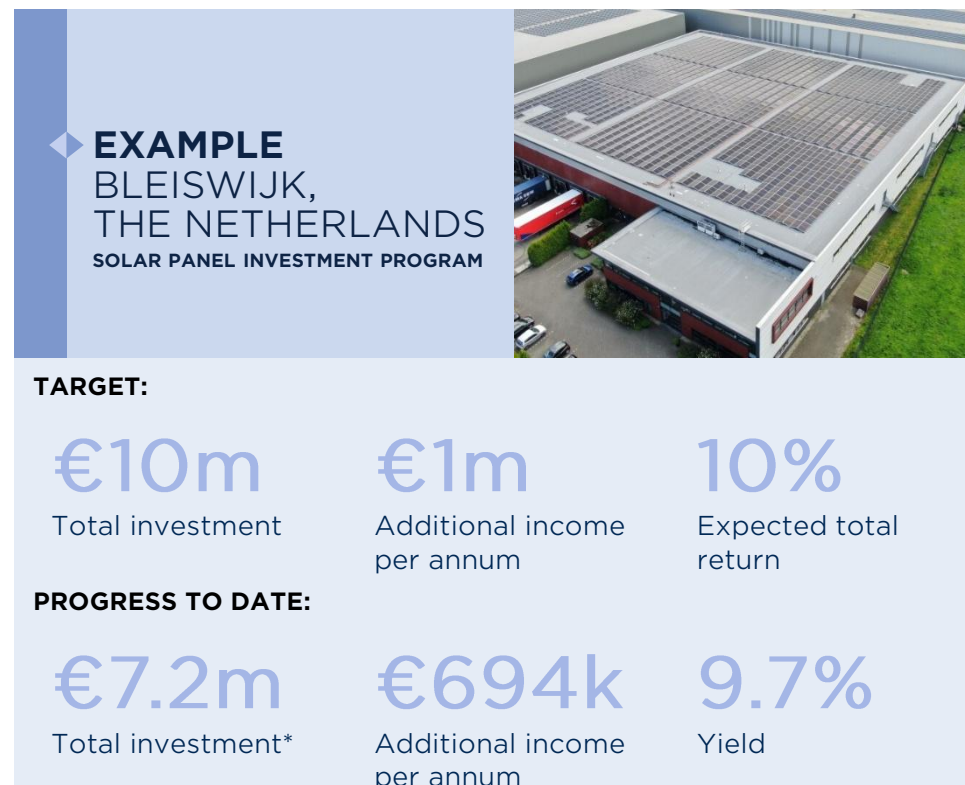 EXAMPLE
BLEISWIJK,
THE NETHERLANDS
SOLAR PANEL INVESTMENT PROGRAM
TARGET:
€10m
Total investment
€1m
Additional income
per annum
10%
Expected total
return
PROGRESS TO DATE:
€7.2m
Total investment*
€694k
Additional income
per annum
9.7%
Yield